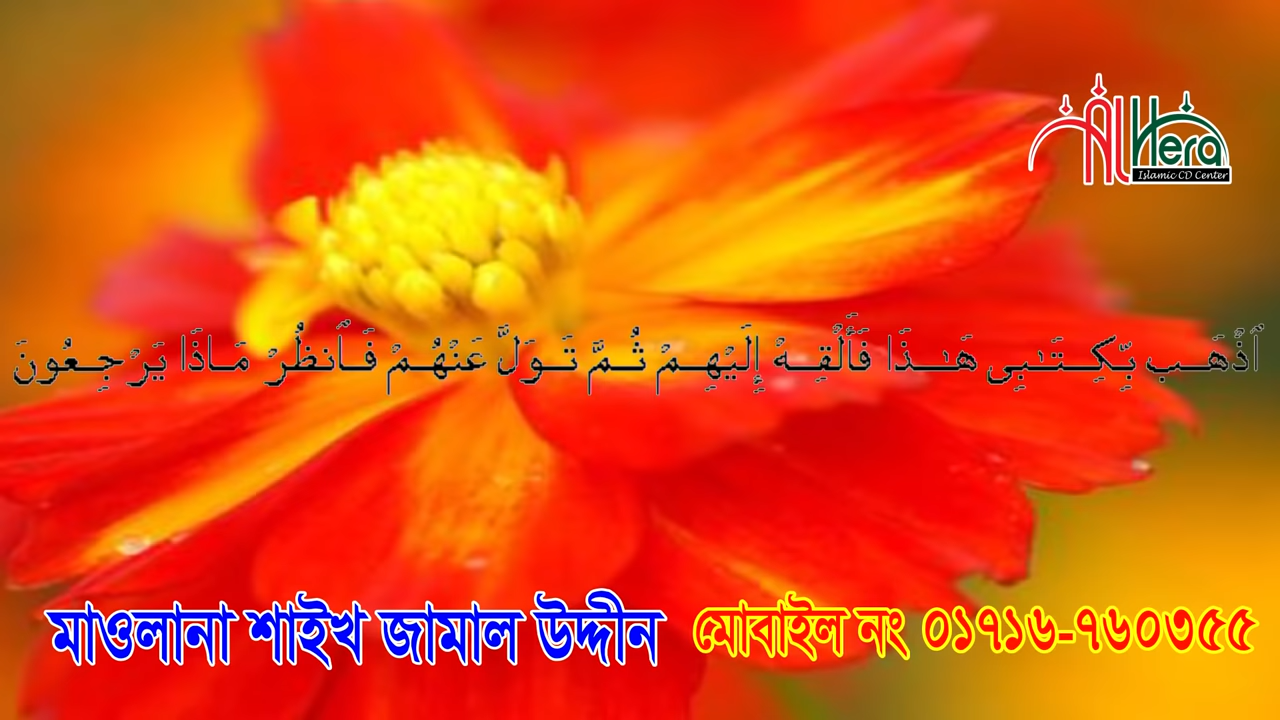 AL Hera
Islamic CD Center
ٱذْهَب بِّكِتَـٰبِى هَـٰذَا فَأَلْقِهْ إِلَيْهِمْ ثُمَّ تَوَلَّ عَنْهُمْ فَٱنظُرْ مَاذَا يَرْجِعُونَ
মাওলানা শাইখ জামাল উদ্দীন মোবাইল নং ০১৭১৬-৭৬০৩৫৫